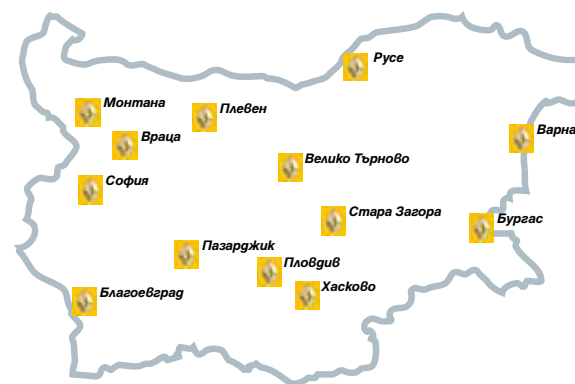 Русе
Монтана
Плевен
Враца
Варна
Велико Търново
София
Стара Загора
Бургас
Пазарджик
Пловдив
Хасково
Благоевград